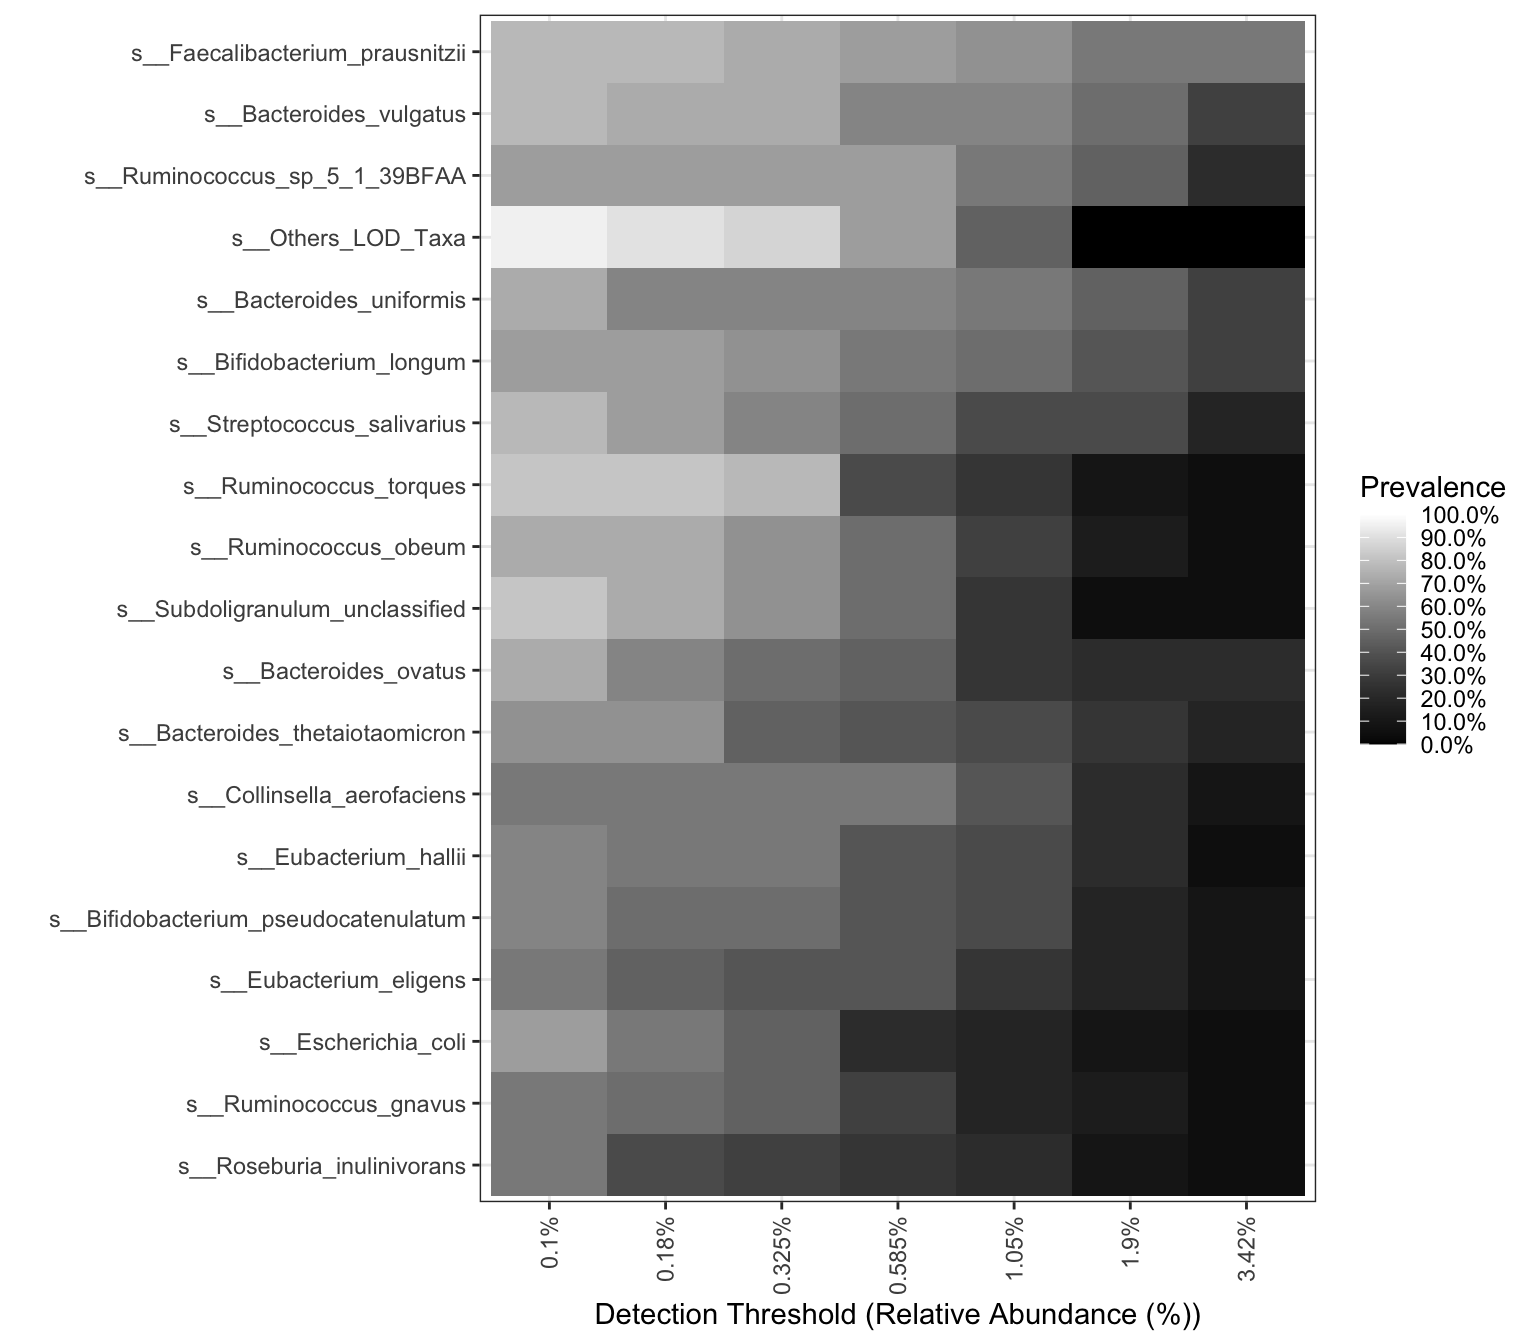 s__Faecalibacterium_prausnitzii
s__Bacteroides_vulgatus
s__Ruminococcus_sp_5_1_39BFAA
s__Others_LOD_Taxa
s__Bacteroides_uniformis
s__Bifidobacterium_longum
s__Streptococcus_salivarius
s__Ruminococcus_torques
s__Ruminococcus_obeum
s__Subdoligranulum_unclassified
s__Bacteroides_ovatus
s__Bacteroides_thetaiotaomicron
s__Collinsella_aerofaciens
s__Eubacterium_hallii
s__Bifidobacterium_pseudocatenulatum
s__Eubacterium_eligens
s__Escherichia_coli
s__Ruminococcus_gnavus
s__Roseburia_inulinivorans
0.1%
0.18%
0.325%
0.585%
1.05%
1.9%
3.42%
Detection Threshold (Relative Abundance (%))
Prevalence
100.0%
90.0%
80.0%
70.0%
60.0%
50.0%
40.0%
30.0%
20.0%
10.0%
0.0%